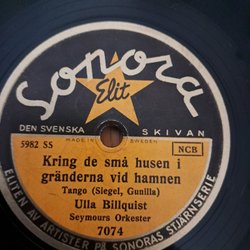 Sonora
Elit
DEN SVENSKA SKIVAN
MADE IN SWEDEN
5982 SS
NCB
Kring de små husen i
gränderna vid hamnen
Tango (Siegel, Gunilla)
Ulla Billquist
Seymours Orkester
7074
ELITEN AV ARTISTER PÅ SONORAS STJÄRNSERIE